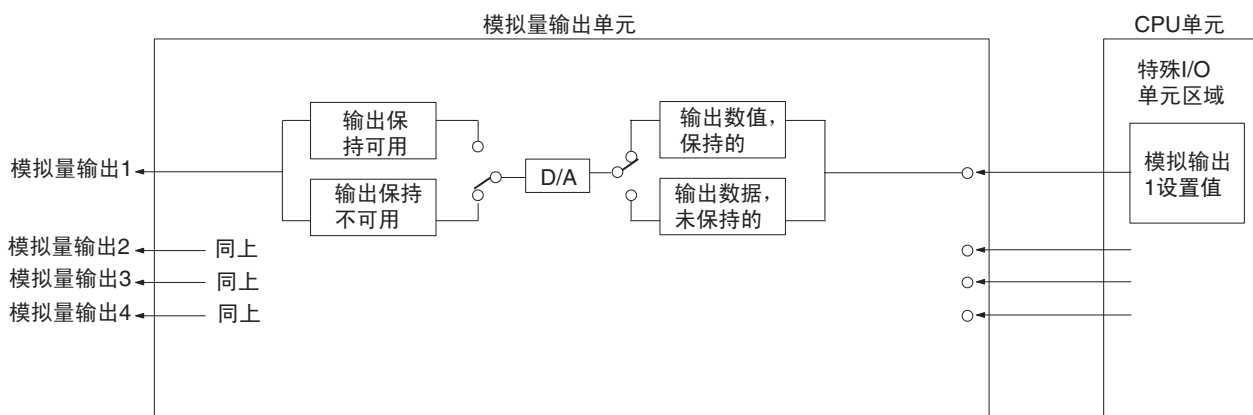 模拟量输出单元
CPU单元
特殊I/O
单元区域
输出保
持可用
输出数值,
保持的
模拟量输出1
D/A
模拟输出
1设置值
输出保持
不可用
输出数据,
未保持的
模拟量输出2
同上
模拟量输出3
同上
模拟量输出4
同上